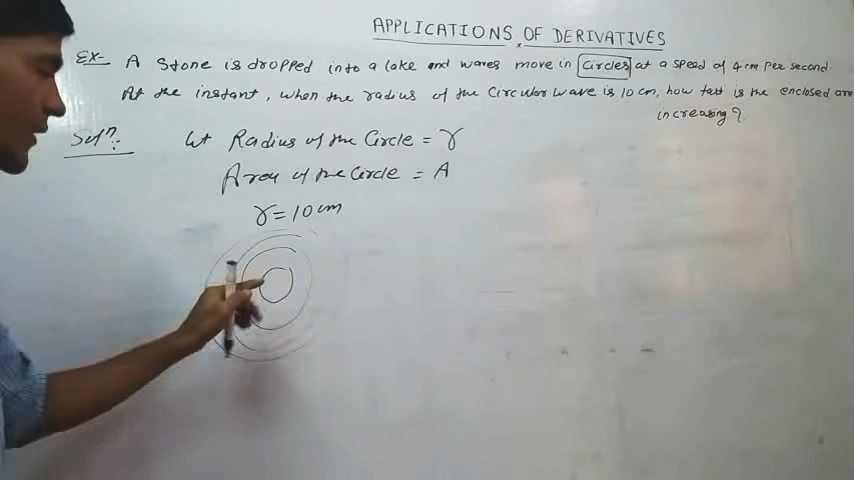 APPLICATIONS OF DERIVATIVES
Ex- A Stone is dropped into a lake and waves move in Circles at a speed of 4 cm per second.
At the instant, when the radius of the Circular wave is 10 cm, how fast is the enclosed area
increasing?
Solⁿ:
let Radius of the Circle = r
Area of the Circle = A
r = 10 cm